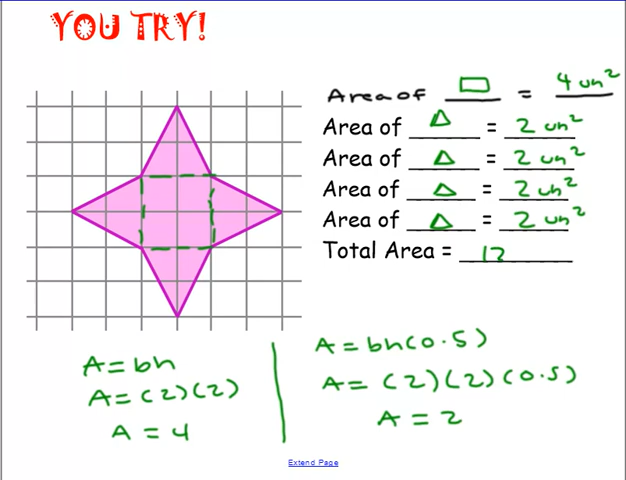 YOU TRY!
Area of ▭ = 4 un²
Area of △ = 2 un²
Area of △ = 2 un²
Area of △ = 2 un²
Area of △ = 2 un²
Total Area = 12
A = bh
A = (2)(2)
A = 4
A = bh(0.5)
A = (2)(2)(0.5)
A = 2
Extend Page